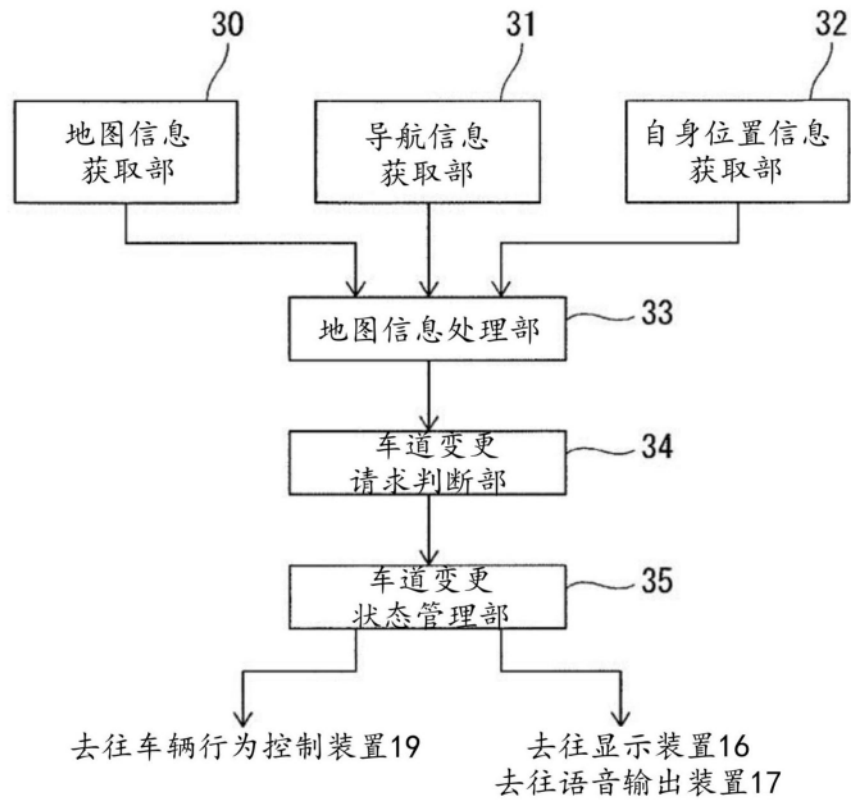 30
31
32
地图信息
获取部
导航信息
获取部
自身位置信息
获取部
地图信息处理部
33
车道变更
请求判断部
34
车道变更
状态管理部
35
去往车辆行为控制装置19
去往显示装置16
去往语音输出装置17